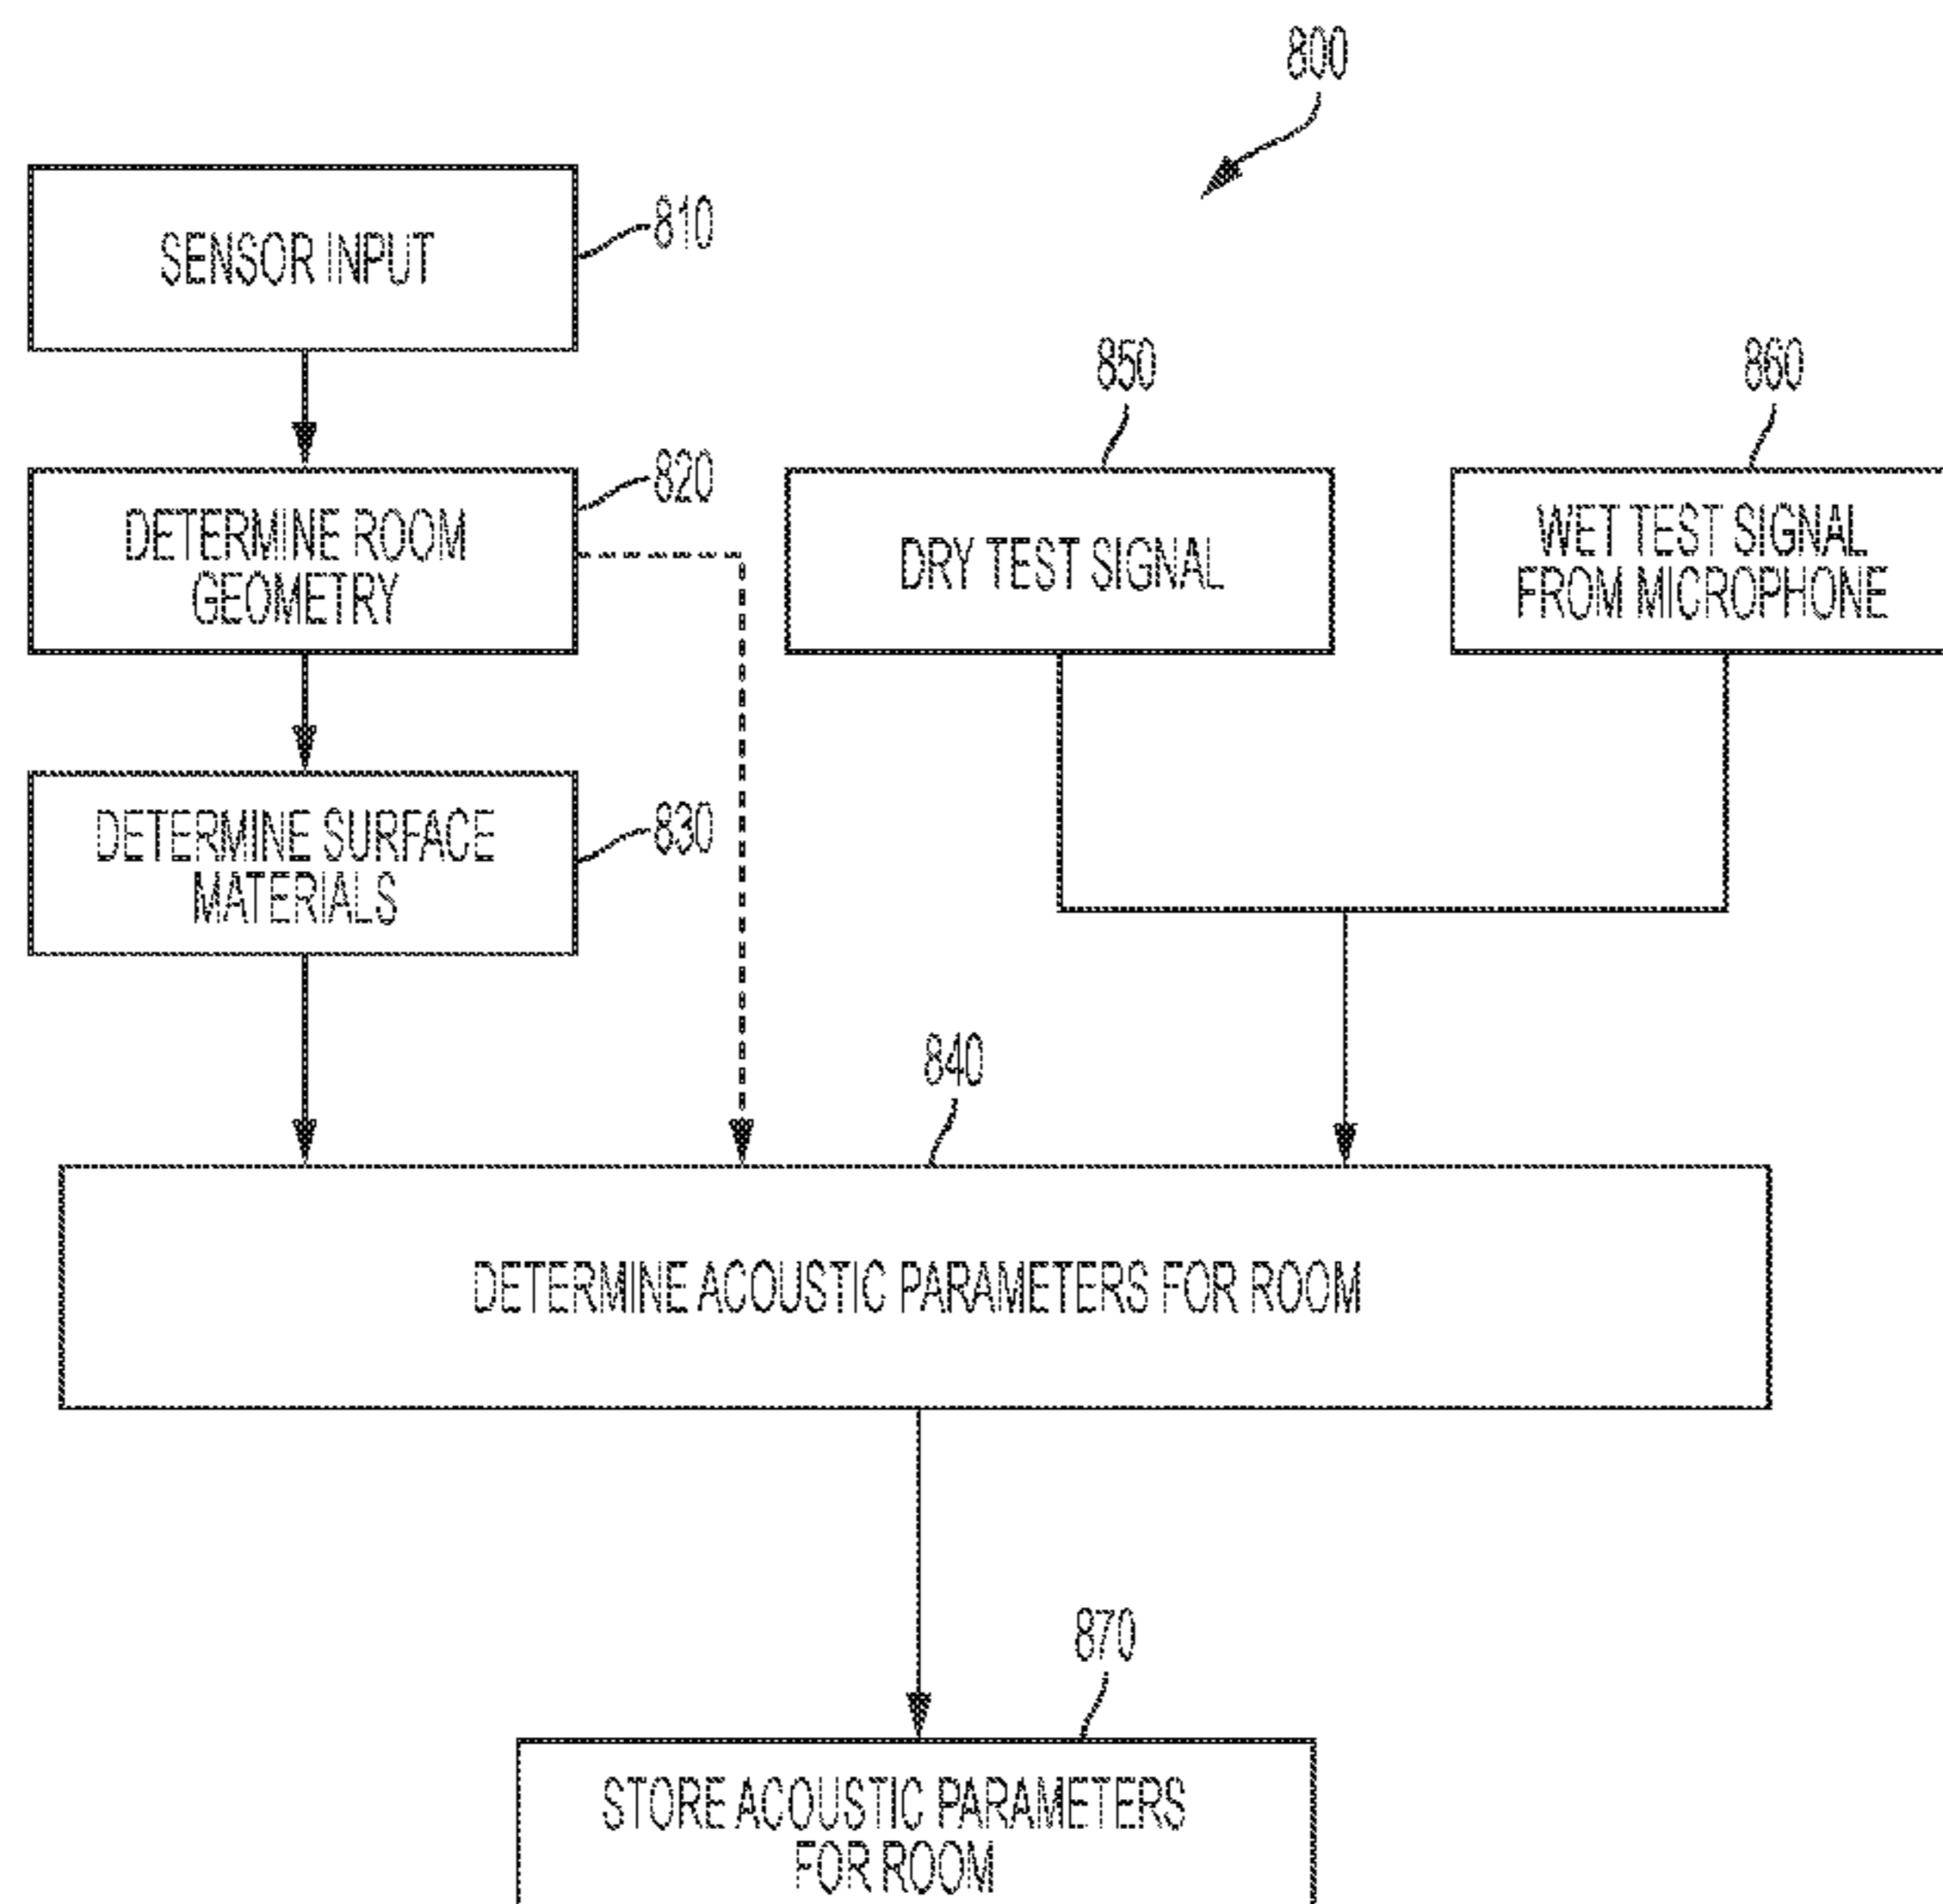 800
SENSOR INPUT
810
850
860
DETERMINE ROOM
GEOMETRY
820
DRY TEST SIGNAL
WET TEST SIGNAL
FROM MICROPHONE
DETERMINE SURFACE
MATERIALS
830
840
DETERMINE ACOUSTIC PARAMETERS FOR ROOM
870
STORE ACOUSTIC PARAMETERS
FOR ROOM